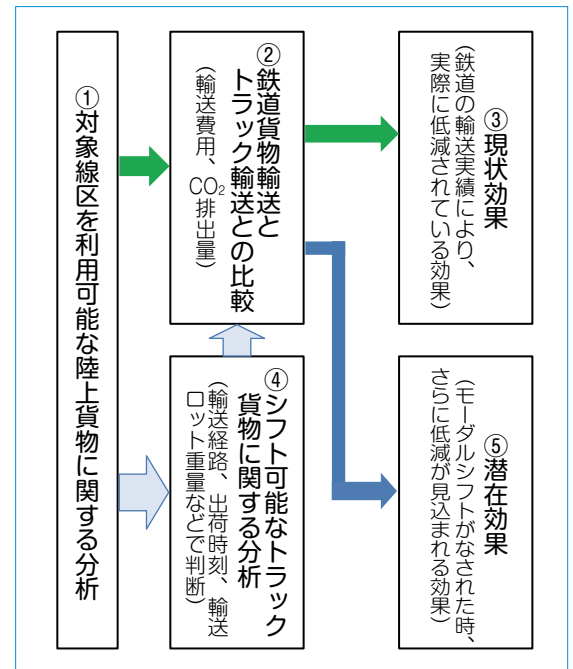 ①対象線区を利用可能な陸上貨物に関する分析
②鉄道貨物輸送と
トラック輸送との比較
（輸送費用、CO₂排出量）
③現状効果
（鉄道の輸送実績により、
実際に低減されている効果）
④シフト可能なトラック
貨物に関する分析
（輸送経路、出荷時刻、輸送
ロット重量などで判断）
⑤潜在効果
（モーダルシフトがなされた時、
さらに低減が見込まれる効果）